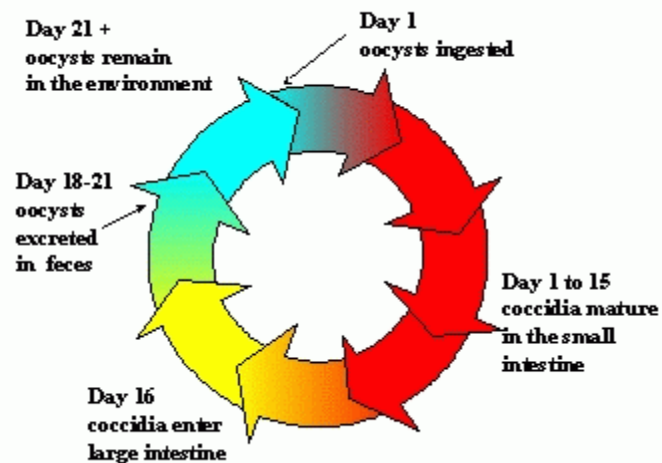 Day 1
oocysts ingested
Day 1 to 15
coccidia mature
in the small
intestine
Day 16
coccidia enter
large intestine
Day 18-21
oocysts
excreted
in feces
Day 21 +
oocysts remain
in the environment